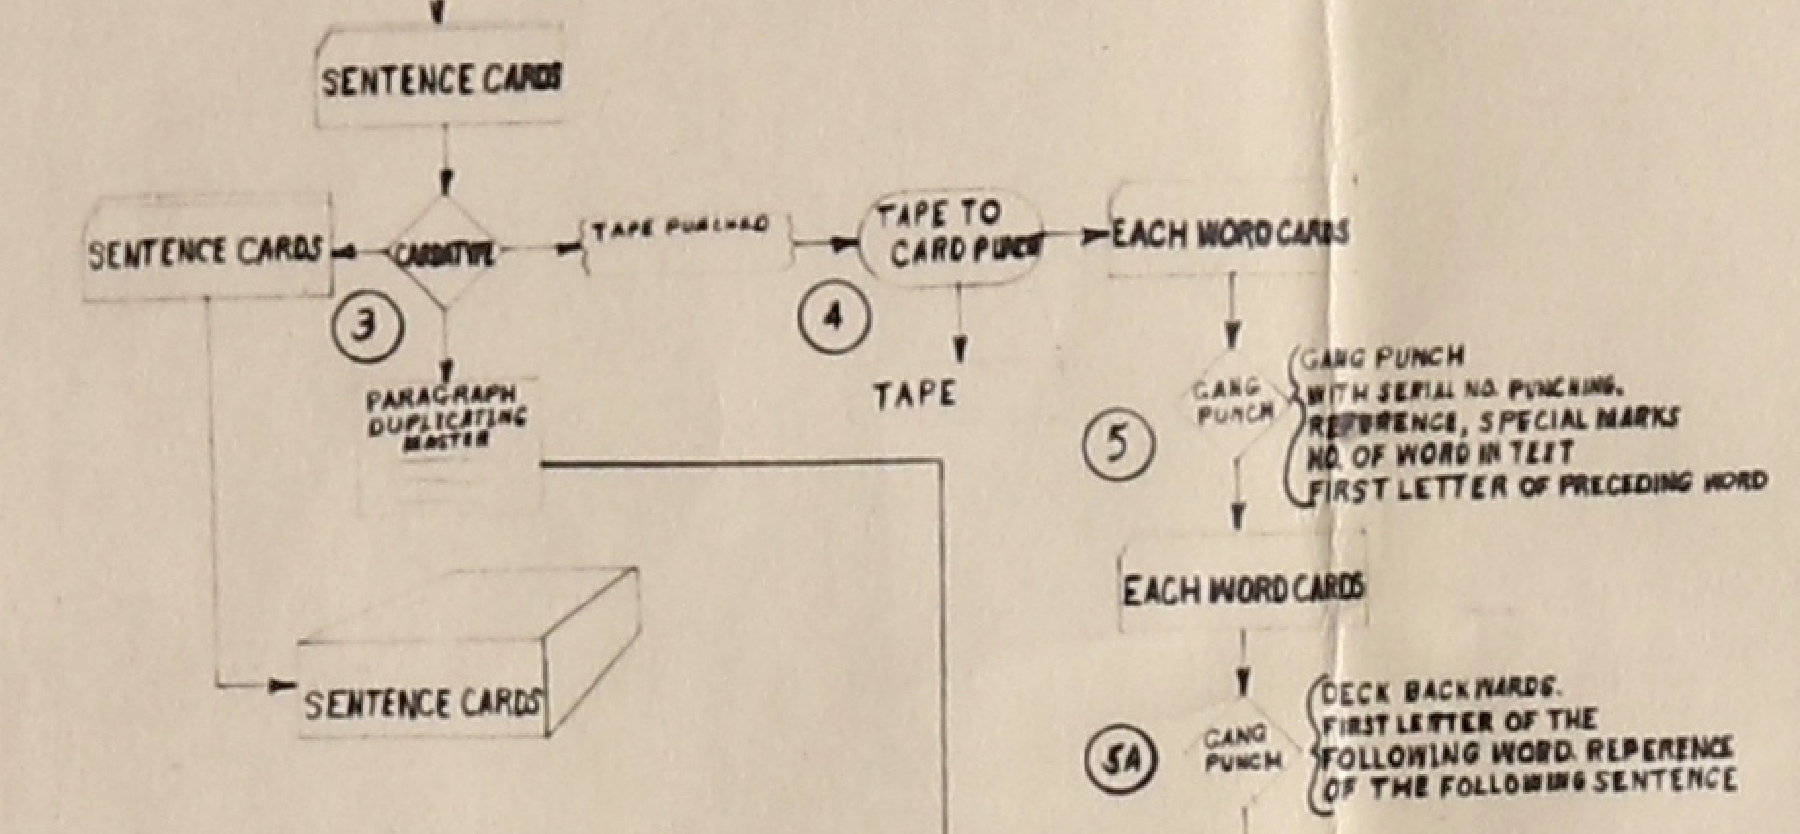 SENTENCE CARDS
SENTENCE CARDS
CARDATYPE
TAPE PUNCHED
TAPE TO
CARD PUNCH
EACH WORD CARDS
3
4
PARAGRAPH
DUPLICATING
MASTER
TAPE
5
GANG
PUNCH
GANG PUNCH
WITH SERIAL NO. PUNCHING.
REFERENCE, SPECIAL MARKS
NO. OF WORD IN TEXT
FIRST LETTER OF PRECEDING WORD
EACH WORD CARDS
SENTENCE CARDS
5A
GANG
PUNCH
DECK BACKWARDS.
FIRST LETTER OF THE
FOLLOWING WORD. REFERENCE
OF THE FOLLOWING SENTENCE